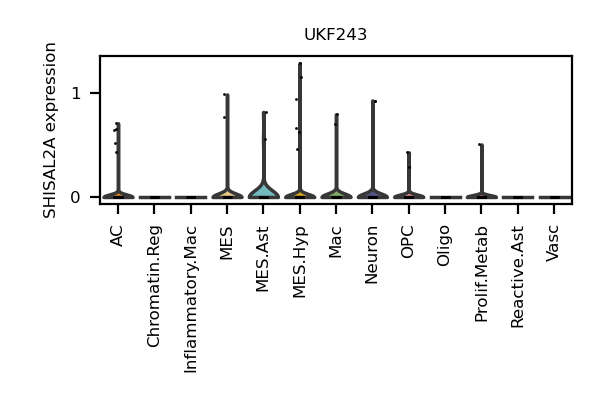 UKF243
SHISAL2A expression
1
0
AC
Chromatin.Reg
Inflammatory.Mac
MES
MES.Ast
MES.Hyp
Mac
Neuron
OPC
Oligo
Prolif.Metab
Reactive.Ast
Vasc